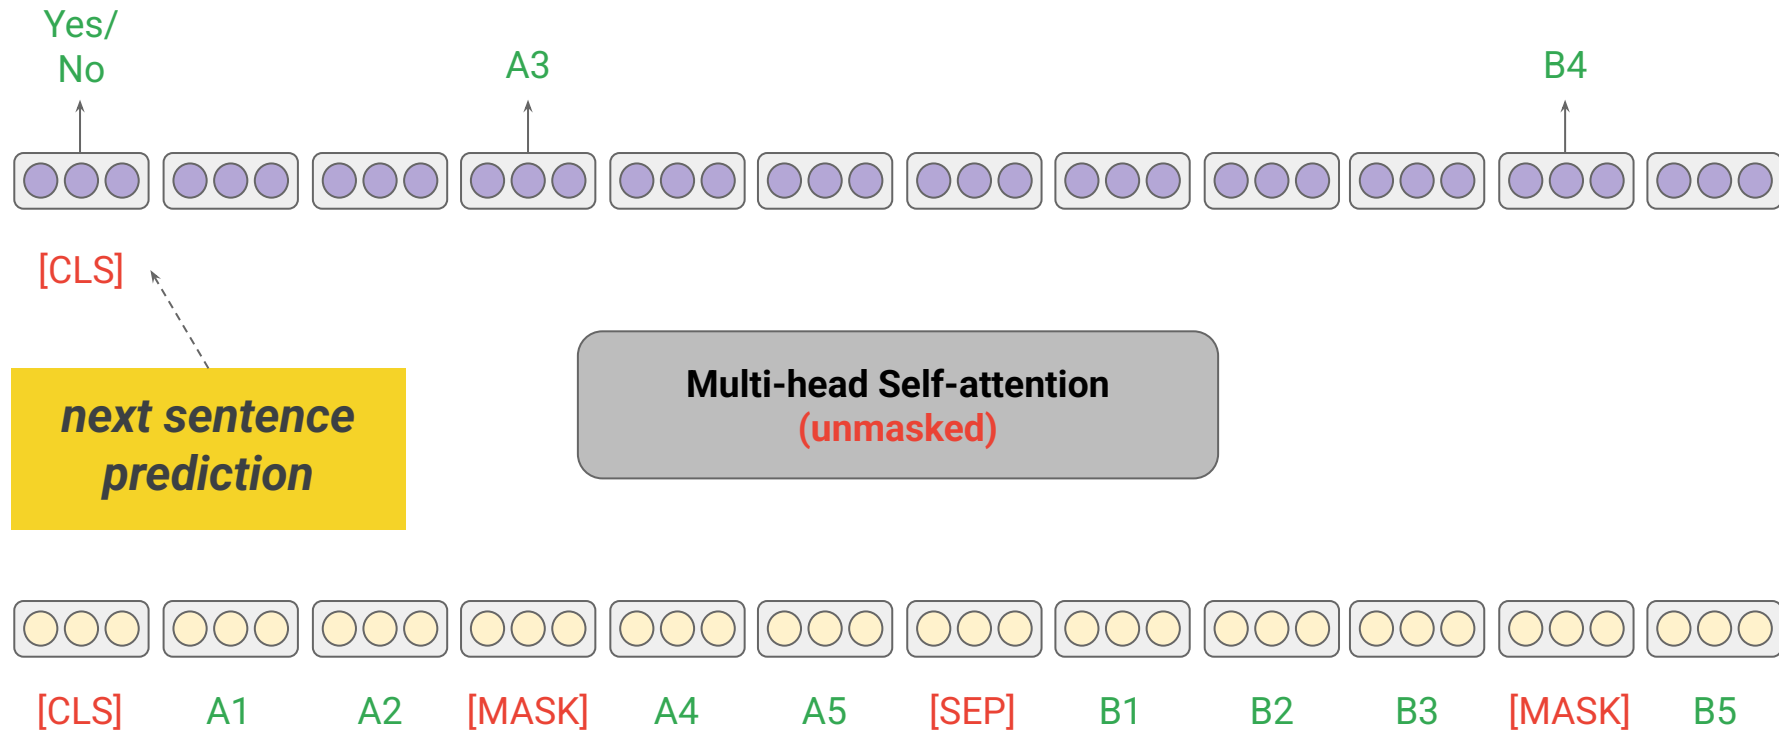 Yes/
No
A3
B4
[CLS]
next sentence
prediction
Multi-head Self-attention
(unmasked)
[CLS] A1 A2 [MASK] A4 A5 [SEP] B1 B2 B3 [MASK] B5